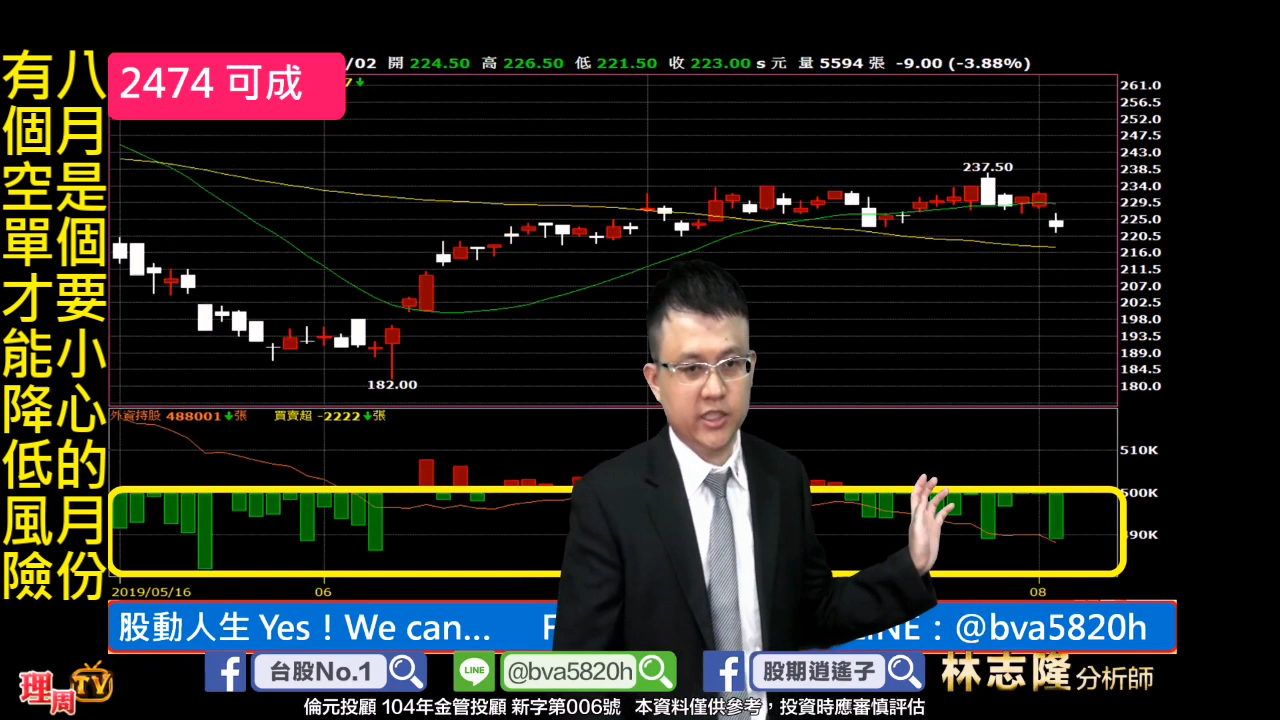 八月是個要小心的月份
有個空單才能降低風險
2474 可成
/02 開 224.50 高 226.50 低 221.50 收 223.00 s 元 量 5594 張 -9.00 (-3.88%)
7
261.0
256.5
252.0
247.5
243.0
238.5
234.0
229.5
225.0
220.5
216.0
211.5
207.0
202.5
198.0
193.5
189.0
184.5
180.0
237.50
182.00
外資持股 488001 張 買賣超 -2222 張
510K
500K
490K
2019/05/16 06 08
股動人生 Yes！We can... F LINE：@bva5820h
台股No.1
LINE
@bva5820h
股期逍遙子
林志隆 分析師
理周TV
倫元投顧 104年金管投顧 新字第006號 本資料僅供參考，投資時應審慎評估